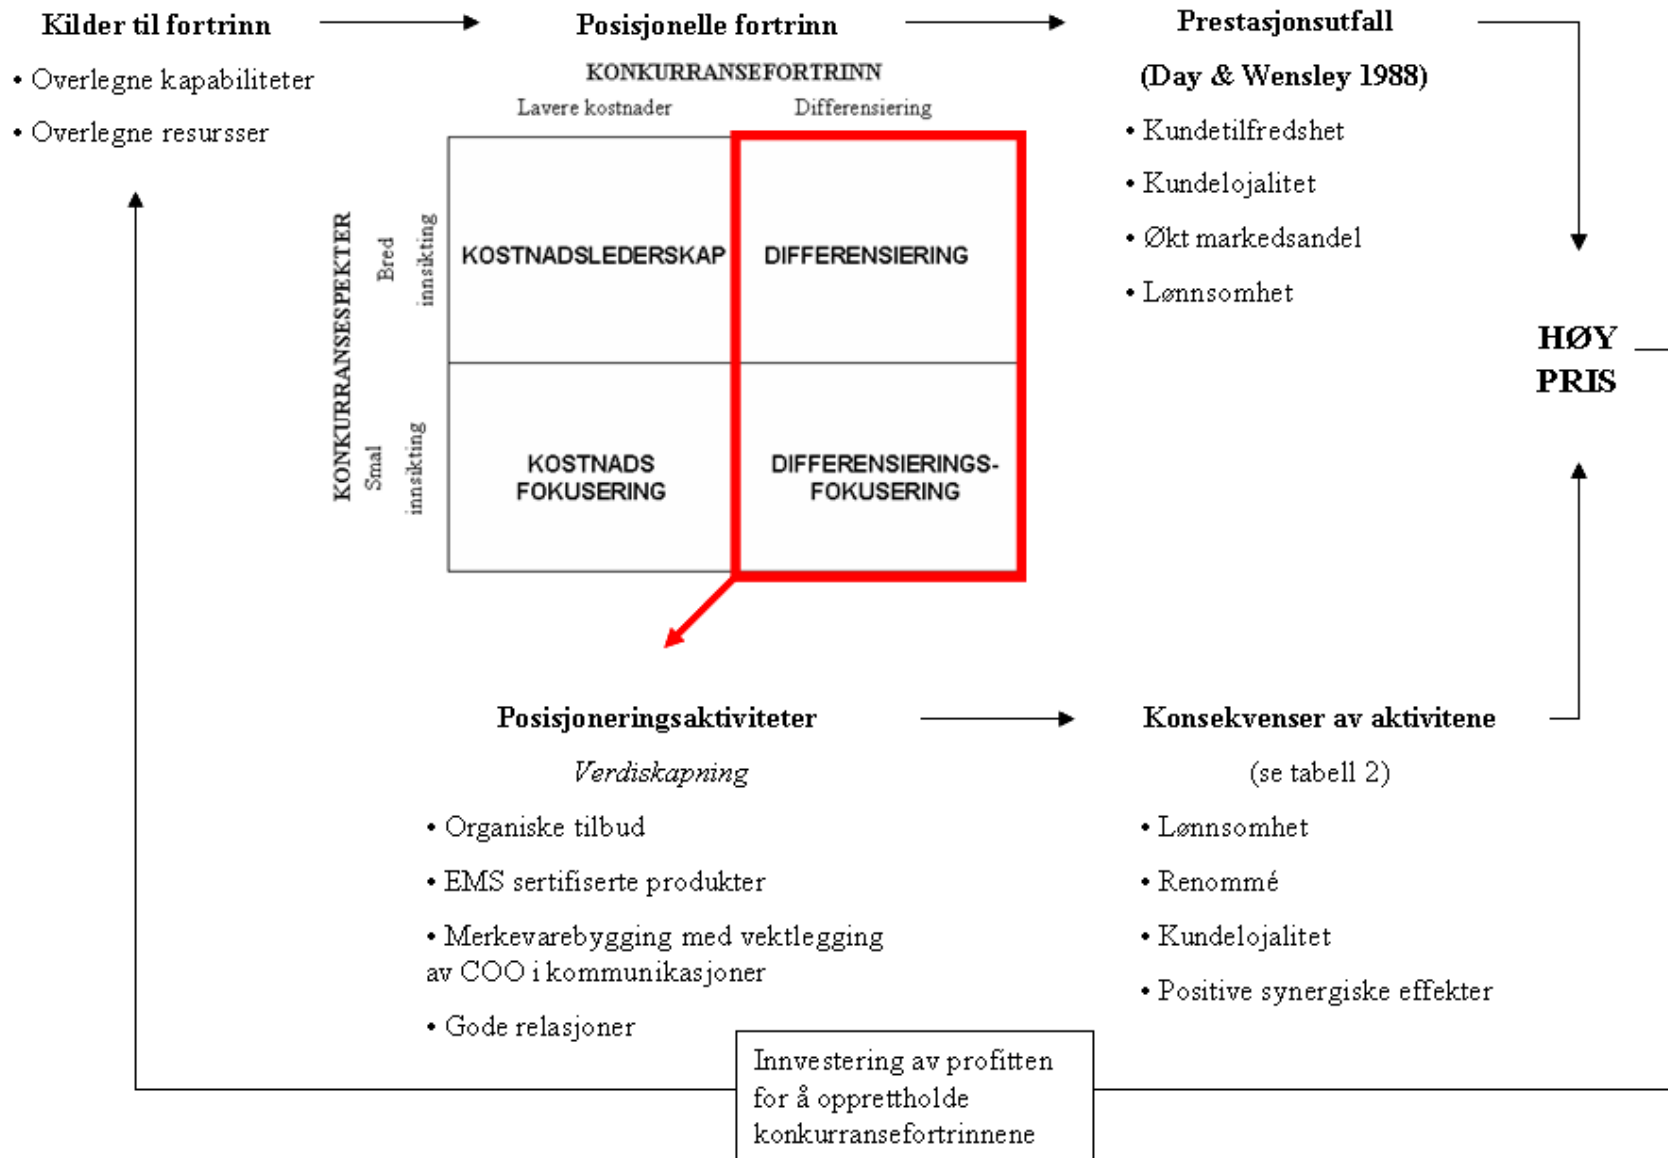 Kilder til fortrinn
• Overlegne kapabiliteter
• Overlegne resursser
Posisjonelle fortrinn
KONKURRANSEFORTRINN
Lavere kostnader
Differensiering
KONKURRANSESPEKTER
Bred
innsikting
Smal
innsikting
KOSTNADSLEDERSKAP
DIFFERENSIERING
KOSTNADS
FOKUSERING
DIFFERENSIERINGS-
FOKUSERING
Prestasjonsutfall
(Day & Wensley 1988)
• Kundetilfredshet
• Kundelojalitet
• Økt markedsandel
• Lønnsomhet
HØY
PRIS
Posisjoneringsaktiviteter
Verdiskapning
• Organiske tilbud
• EMS sertifiserte produkter
• Merkevarebygging med vektlegging
av COO i kommunikasjoner
• Gode relasjoner
Konsekvenser av aktivitene
(se tabell 2)
• Lønnsomhet
• Renommé
• Kundelojalitet
• Positive synergiske effekter
Innvestering av profitten
for å opprettholde
konkurransefortrinnene